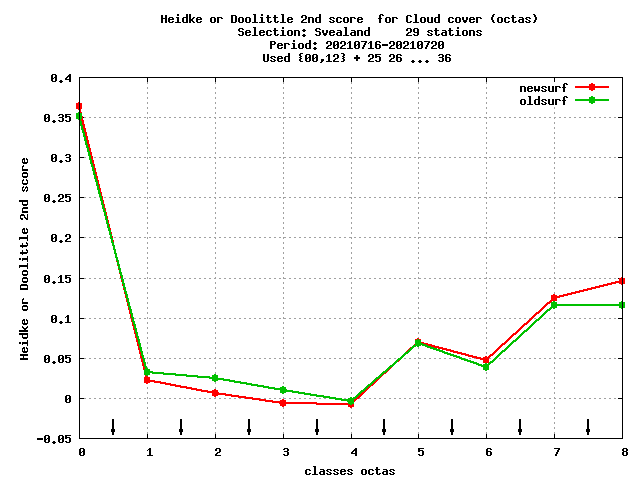 Heidke or Doolittle 2nd score  for Cloud cover (octas)
Selection: Svealand     29 stations
Period: 20210716-20210720
Used {00,12} + 25 26 ... 36
newsurf
oldsurf
Heidke or Doolittle 2nd score
0.4
0.35
0.3
0.25
0.2
0.15
0.1
0.05
0
-0.05
0 1 2 3 4 5 6 7 8
classes octas